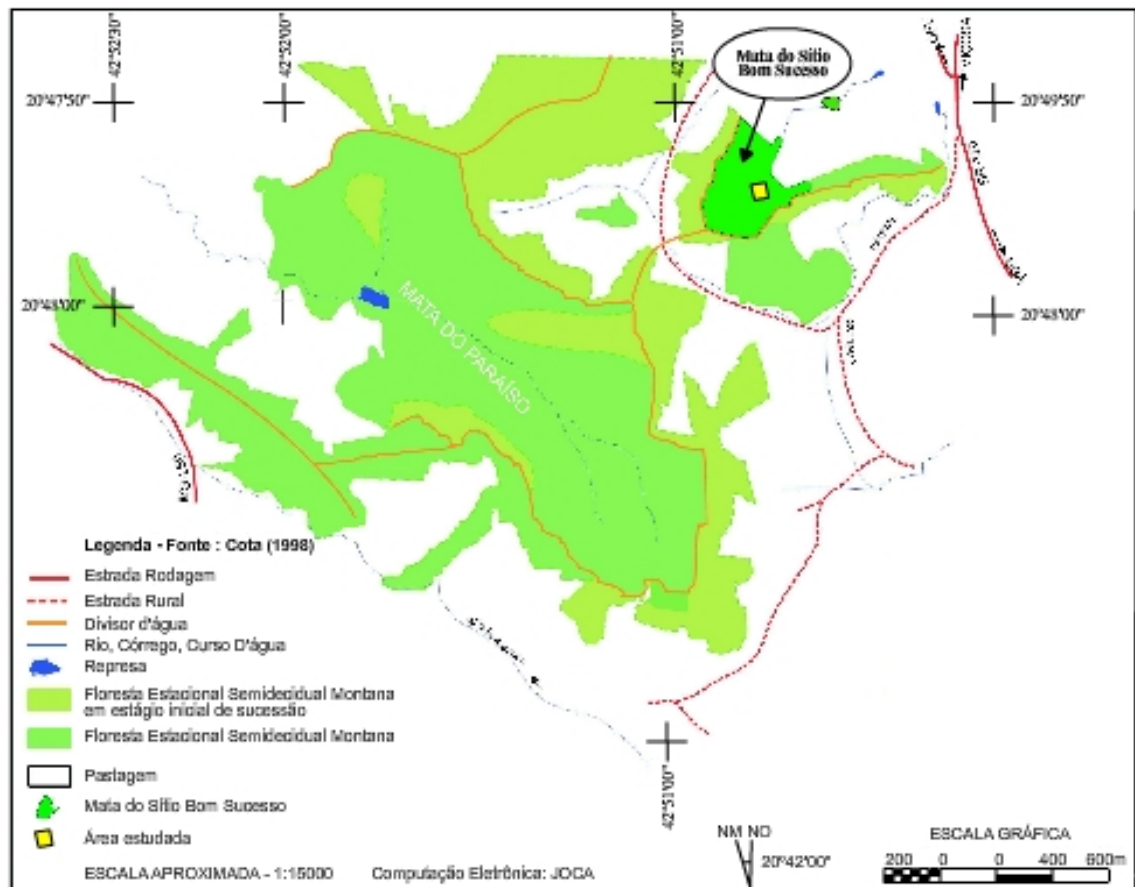 42°52'30"
42°52'00"
42°51'00"
Mata do Sítio
Bom Sucesso
20°47'50"
20°49'50"
MATA DO PARAÍSO
20°48'00"
20°48'00"
Legenda - Fonte : Cota (1998)
Estrada Rodagem
Estrada Rural
Divisor d'água
Rio, Córrego, Curso D'água
Represa
Floresta Estacional Semidecidual Montana
em estágio inicial de sucessão
Floresta Estacional Semidecidual Montana
Pastagem
Mata do Sítio Bom Sucesso
Área estudada
ESCALA APROXIMADA - 1:15000
Computação Eletrônica: JOCA
42°51'00"
NM NO
20°42'00"
ESCALA GRÁFICA
200 0 0 400 600m